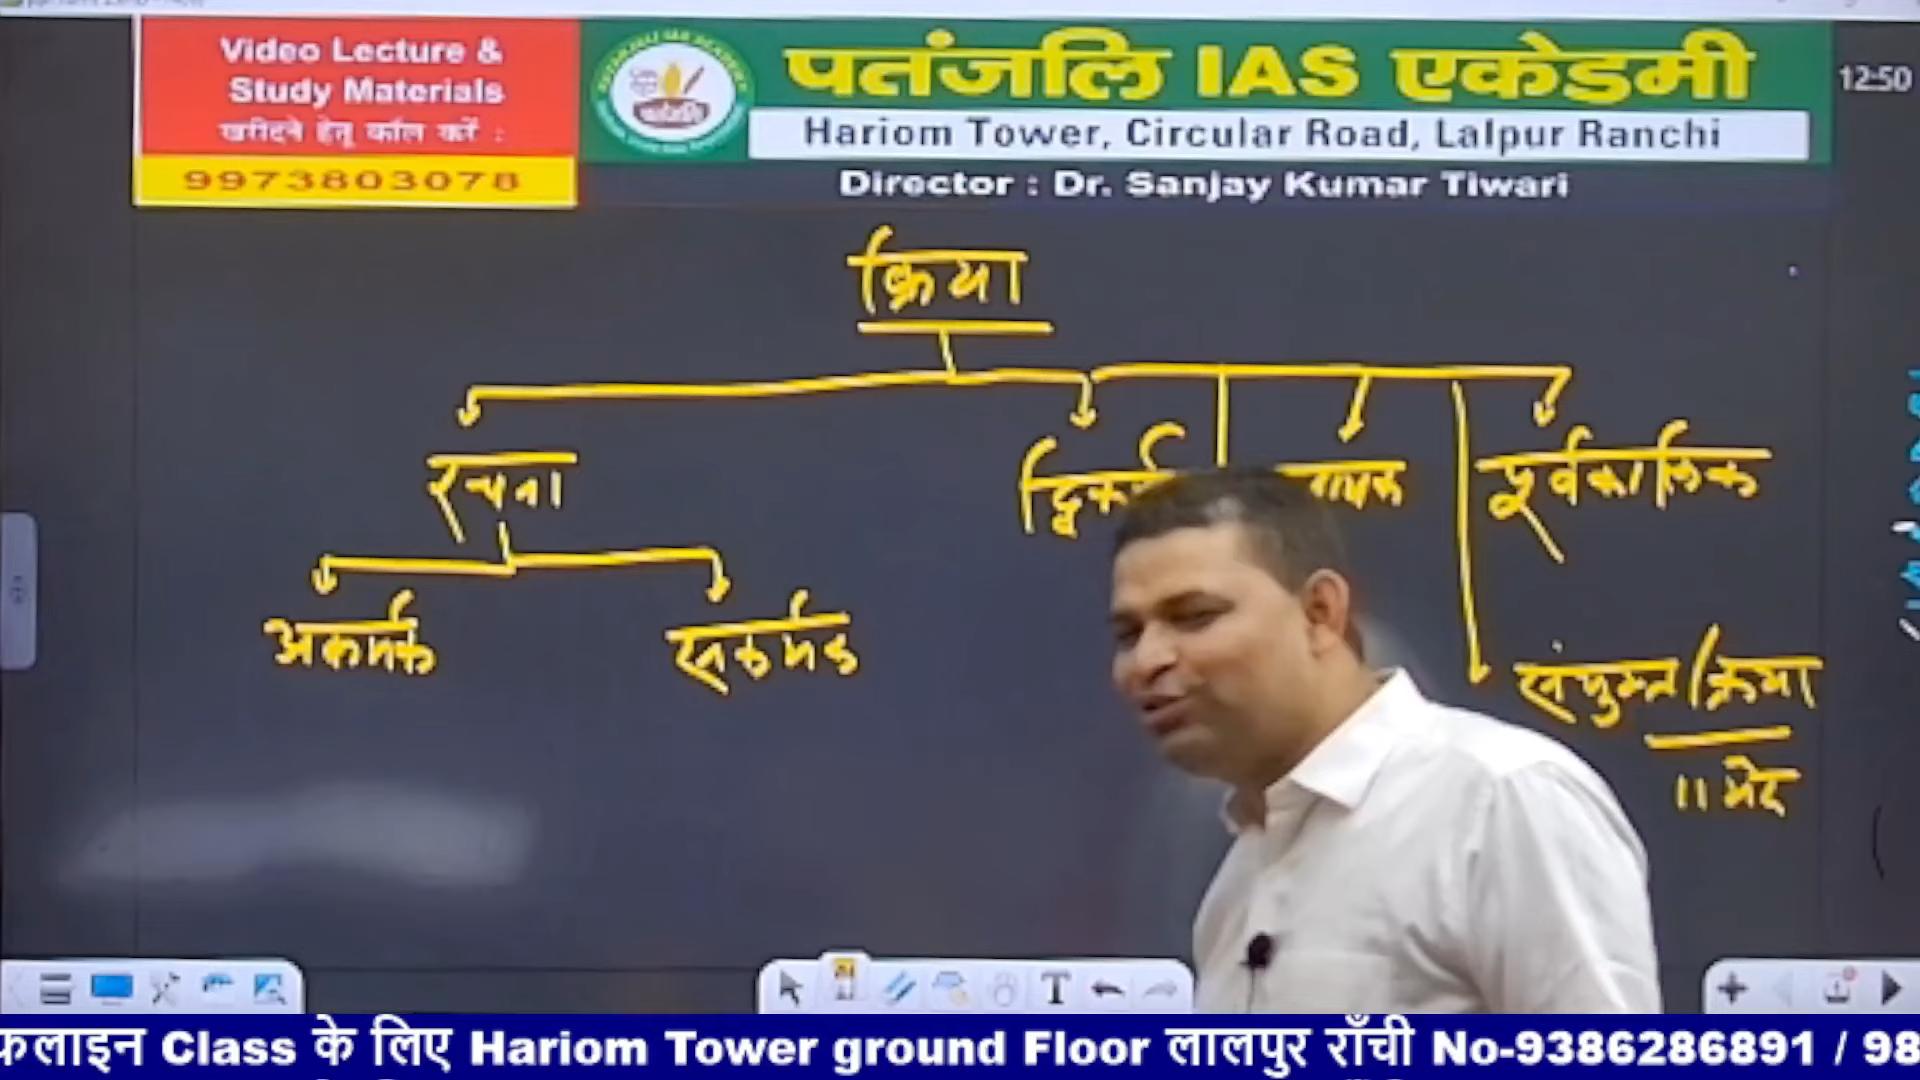 Video Lecture &
Study Materials
खरीदने हेतू कॉल करें :
9973803078
पतंजलि IAS एकेडमी
Hariom Tower, Circular Road, Lalpur Ranchi
Director : Dr. Sanjay Kumar Tiwari
12:50
क्रिया
रचना
पूर्वकालिक
अकर्मक
सकर्मक
संयुक्त क्रिया
11 भेद
फलाइन Class के लिए Hariom Tower ground Floor लालपुर राँची No-9386286891 / 98